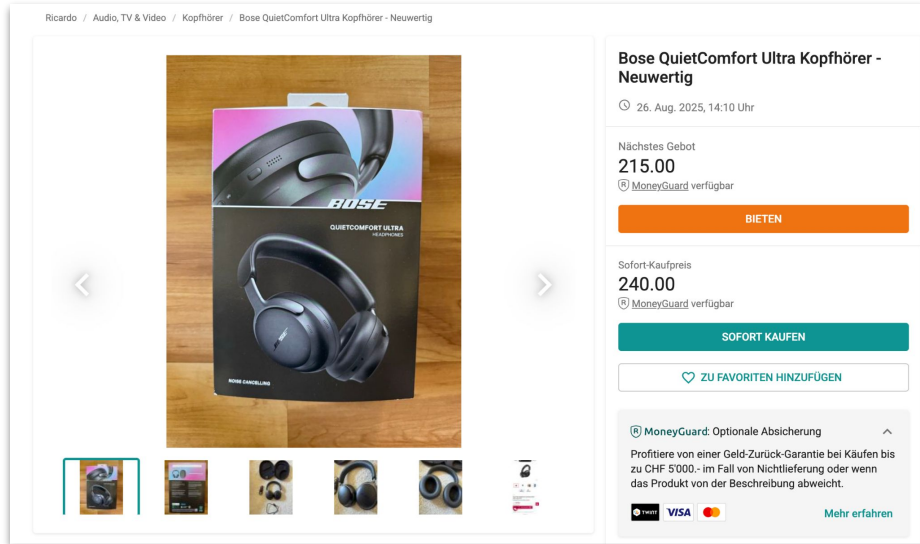 Ricardo / Audio, TV & Video / Kopfhörer / Bose QuietComfort Ultra Kopfhörer - Neuwertig
BOSE
QUIETCOMFORT ULTRA
HEADPHONES
BOSE
NOISE CANCELLING
Bose QuietComfort Ultra Kopfhörer -
Neuwertig
26. Aug. 2025, 14:10 Uhr
Nächstes Gebot
215.00
R MoneyGuard verfügbar
BIETEN
Sofort-Kaufpreis
240.00
R MoneyGuard verfügbar
SOFORT KAUFEN
ZU FAVORITEN HINZUFÜGEN
R MoneyGuard: Optionale Absicherung
Profitiere von einer Geld-Zurück-Garantie bei Käufen bis
zu CHF 5'000.- im Fall von Nichtlieferung oder wenn
das Produkt von der Beschreibung abweicht.
TWINT VISA
Mehr erfahren